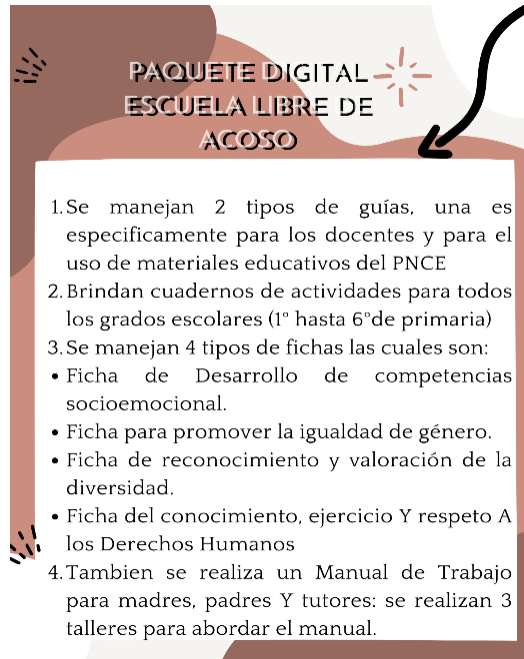 PAQUETE DIGITAL
ESCUELA LIBRE DE
ACOSO
1. Se manejan 2 tipos de guías, una es
especificamente para los docentes y para el
uso de materiales educativos del PNCE
2. Brindan cuadernos de actividades para todos
los grados escolares (1º hasta 6ºde primaria)
3. Se manejan 4 tipos de fichas las cuales son:
• Ficha de Desarrollo de competencias
socioemocional.
• Ficha para promover la igualdad de género.
• Ficha de reconocimiento y valoración de la
diversidad.
• Ficha del conocimiento, ejercicio Y respeto A
los Derechos Humanos
4. Tambien se realiza un Manual de Trabajo
para madres, padres Y tutores: se realizan 3
talleres para abordar el manual.